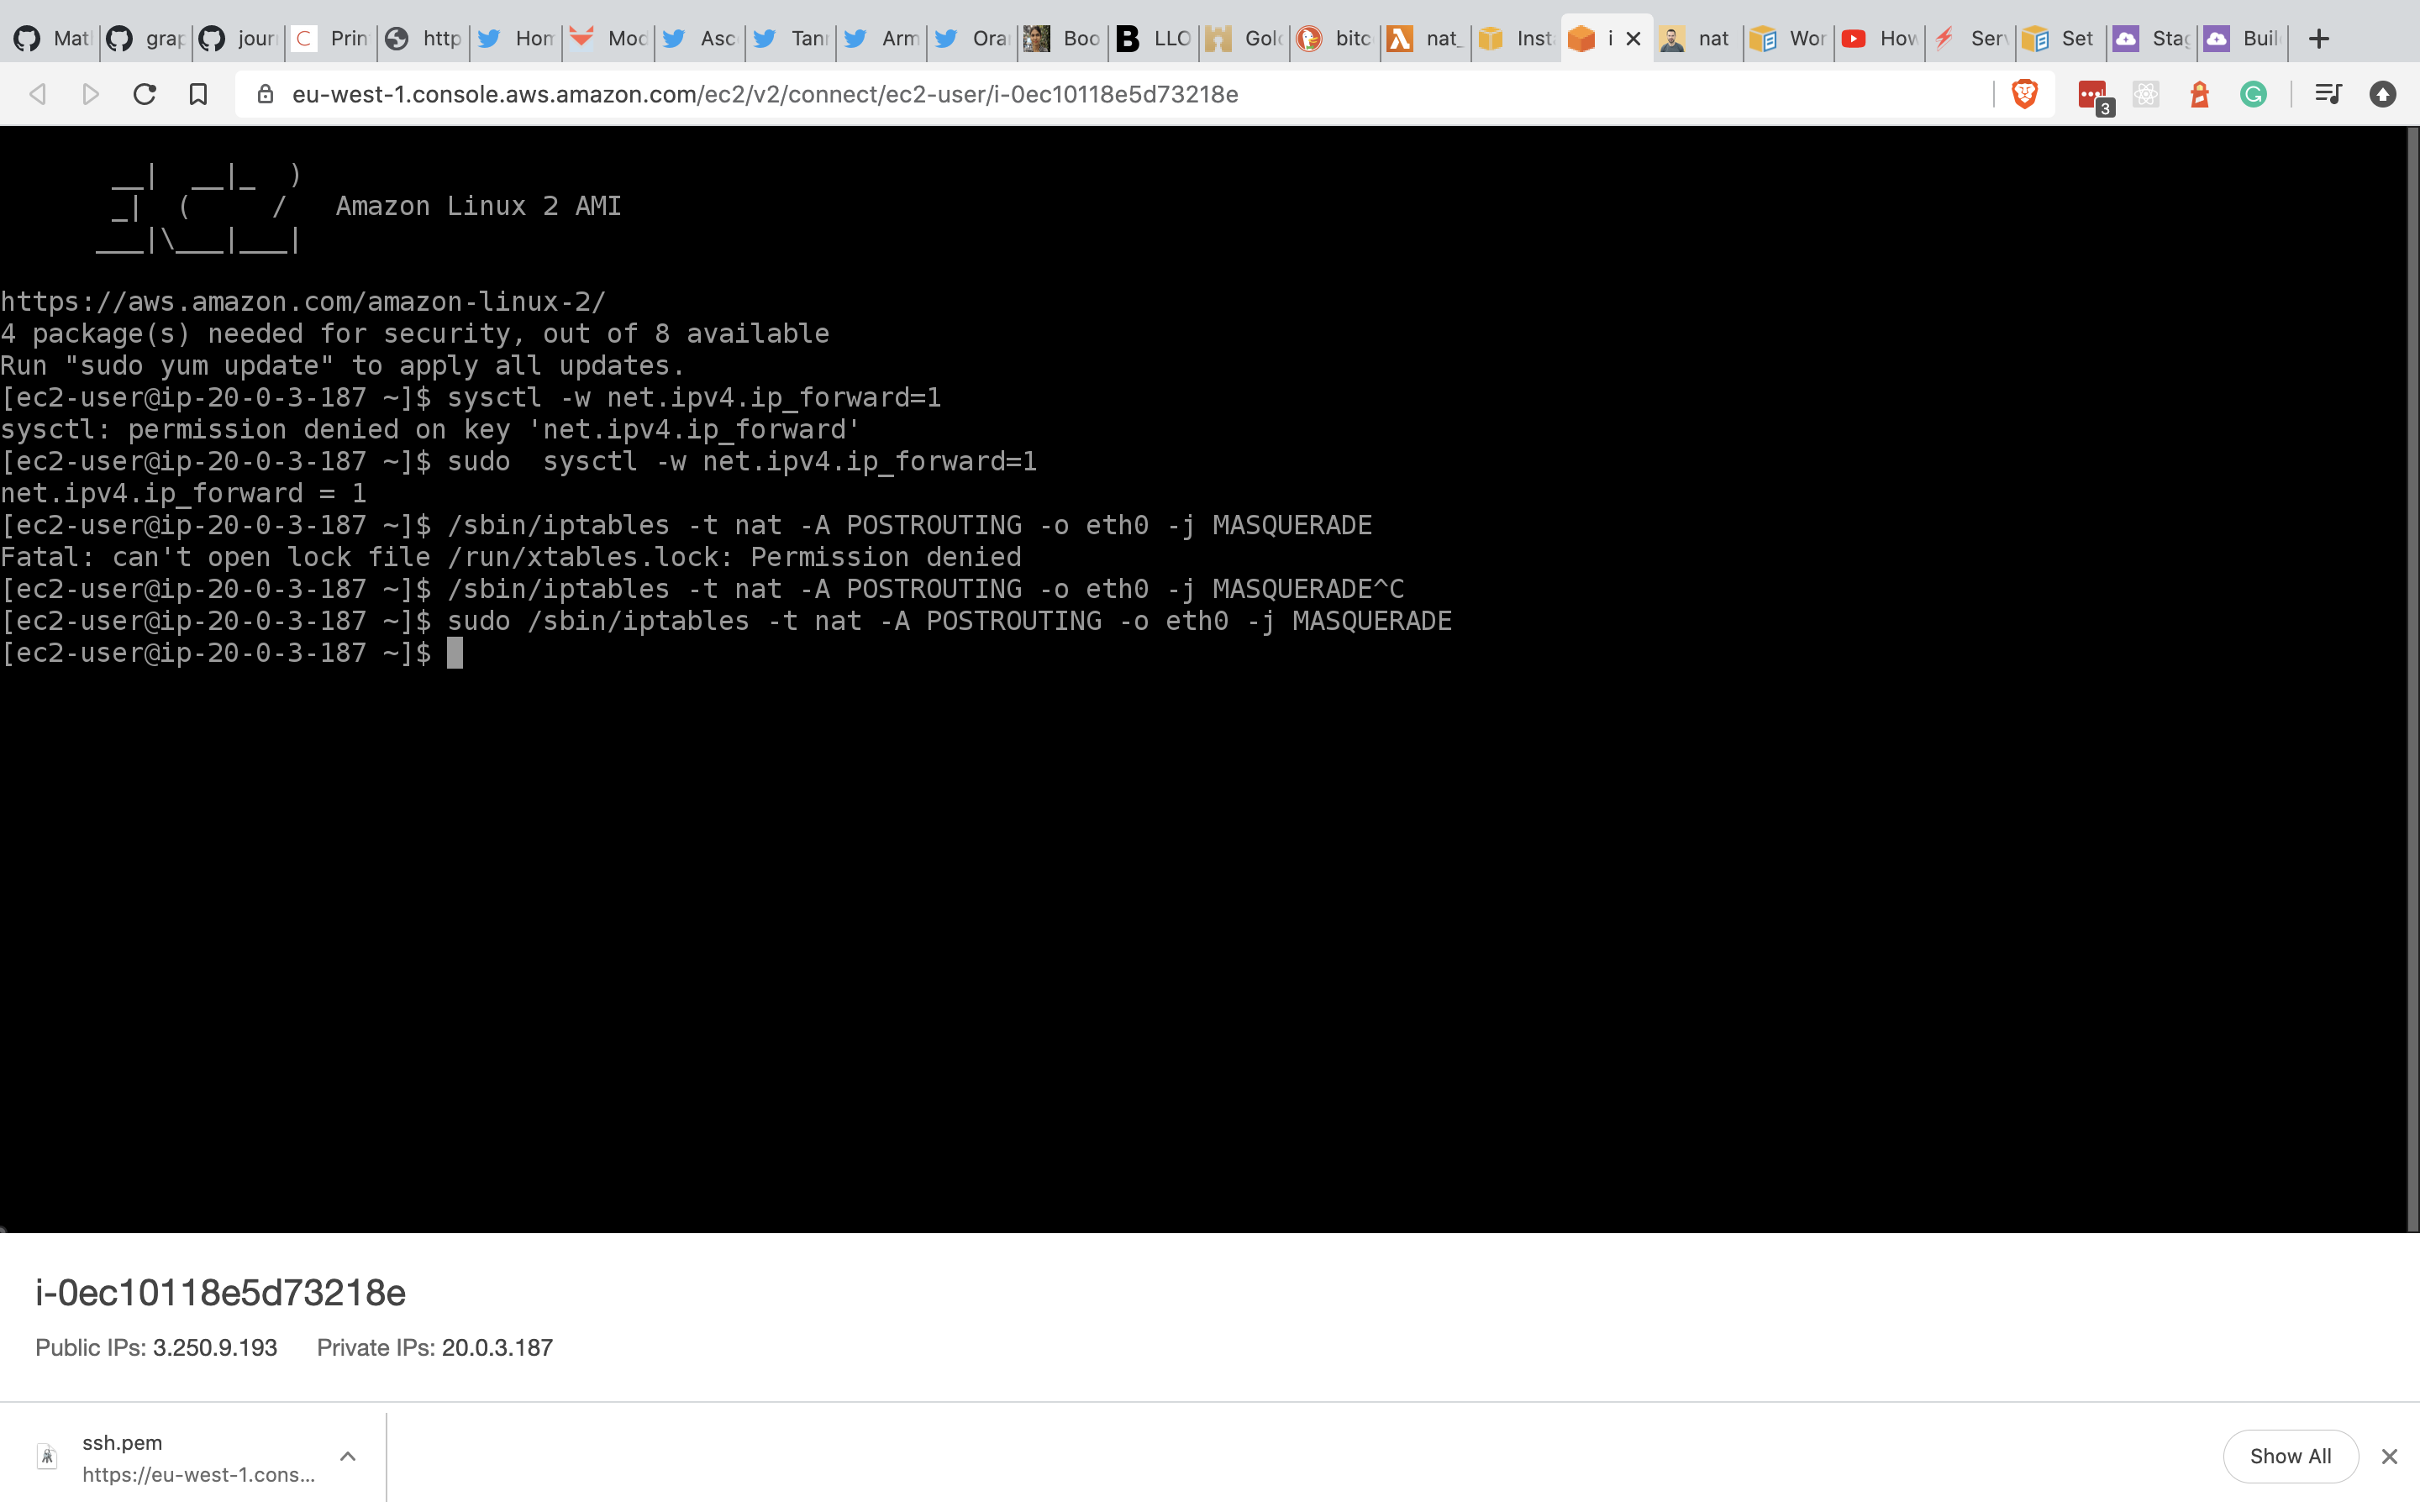 Mat grap jour Prin http Hom Mod Asc Tan Arm Ora Boo LLO Gold bitc nat_ Inst i nat Wor How Serv Set Stag Buil
eu-west-1.console.aws.amazon.com/ec2/v2/connect/ec2-user/i-0ec10118e5d73218e
3
__| __|_ )
_| ( / Amazon Linux 2 AMI
___|\___|___|
https://aws.amazon.com/amazon-linux-2/
4 package(s) needed for security, out of 8 available
Run "sudo yum update" to apply all updates.
[ec2-user@ip-20-0-3-187 ~]$ sysctl -w net.ipv4.ip_forward=1
sysctl: permission denied on key 'net.ipv4.ip_forward'
[ec2-user@ip-20-0-3-187 ~]$ sudo  sysctl -w net.ipv4.ip_forward=1
net.ipv4.ip_forward = 1
[ec2-user@ip-20-0-3-187 ~]$ /sbin/iptables -t nat -A POSTROUTING -o eth0 -j MASQUERADE
Fatal: can't open lock file /run/xtables.lock: Permission denied
[ec2-user@ip-20-0-3-187 ~]$ /sbin/iptables -t nat -A POSTROUTING -o eth0 -j MASQUERADE^C
[ec2-user@ip-20-0-3-187 ~]$ sudo /sbin/iptables -t nat -A POSTROUTING -o eth0 -j MASQUERADE
[ec2-user@ip-20-0-3-187 ~]$
i-0ec10118e5d73218e
Public IPs: 3.250.9.193 Private IPs: 20.0.3.187
ssh.pem
https://eu-west-1.cons...
Show All